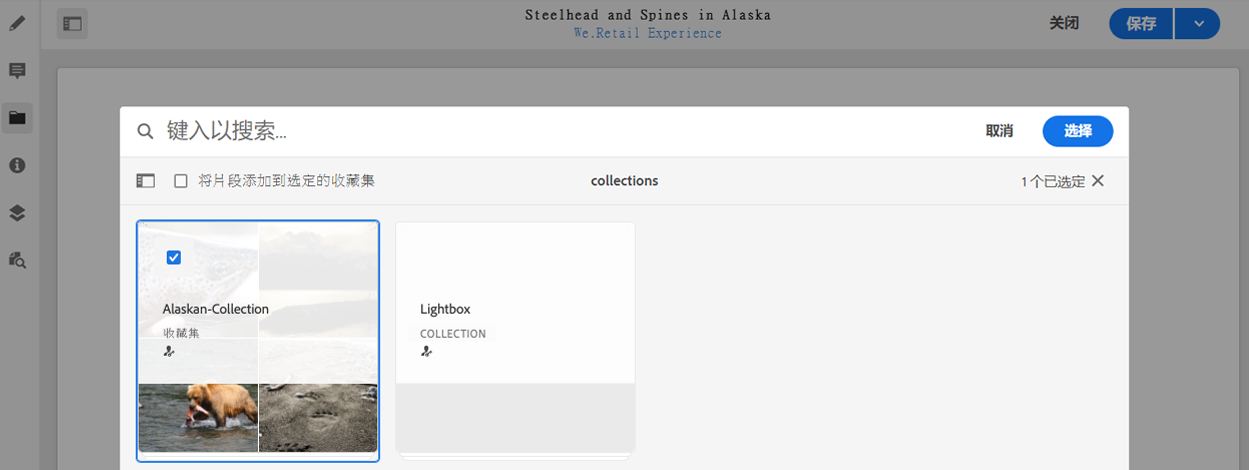 Steelhead and Spines in Alaska
We.Retail Experience
关闭
保存
键入以搜索...
取消
选择
将片段添加到选定的收藏集
collections
1 个已选定
Alaskan-Collection
收藏集
Lightbox
COLLECTION